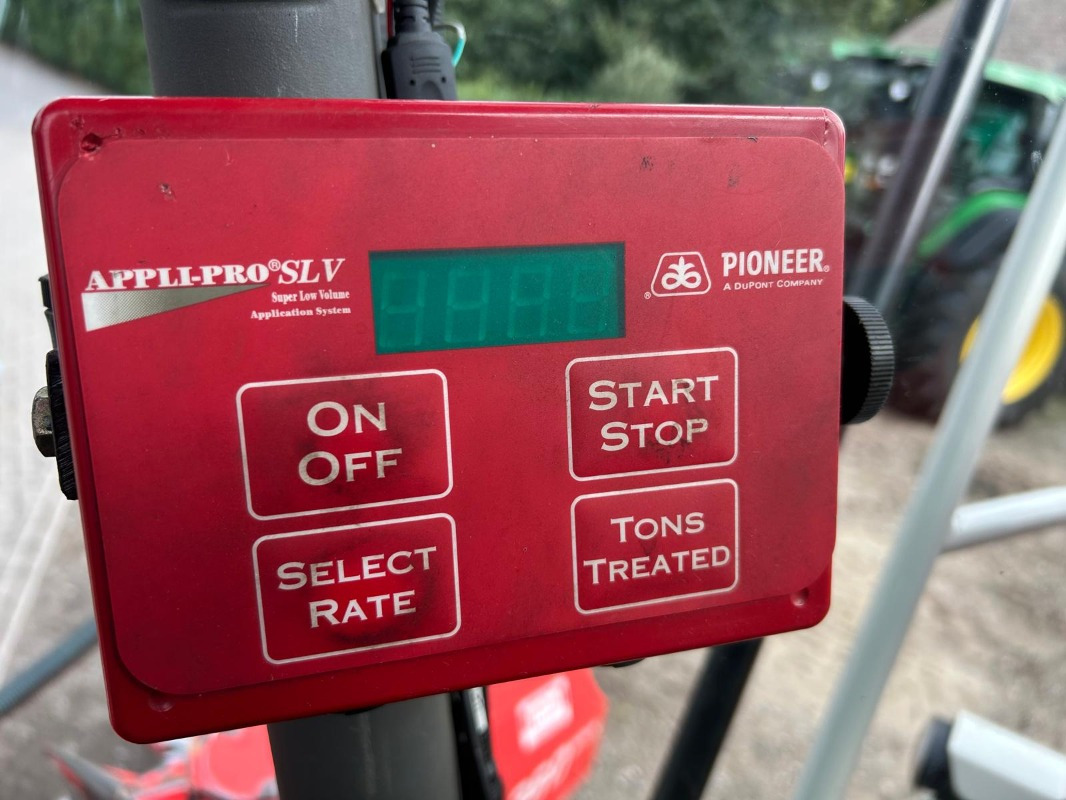 APPLI-PRO® SLV
Super Low Volume
Application System
® PIONEER®
A DUPONT COMPANY
ON
OFF
START
STOP
SELECT
RATE
TONS
TREATED